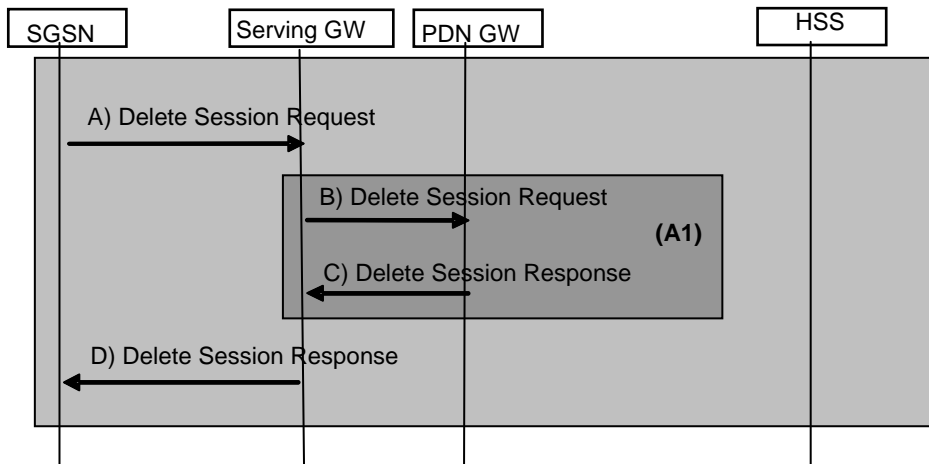 SGSN
Serving GW
PDN GW
HSS
A) Delete Session Request
B) Delete Session Request
(A1)
C) Delete Session Response
D) Delete Session Response